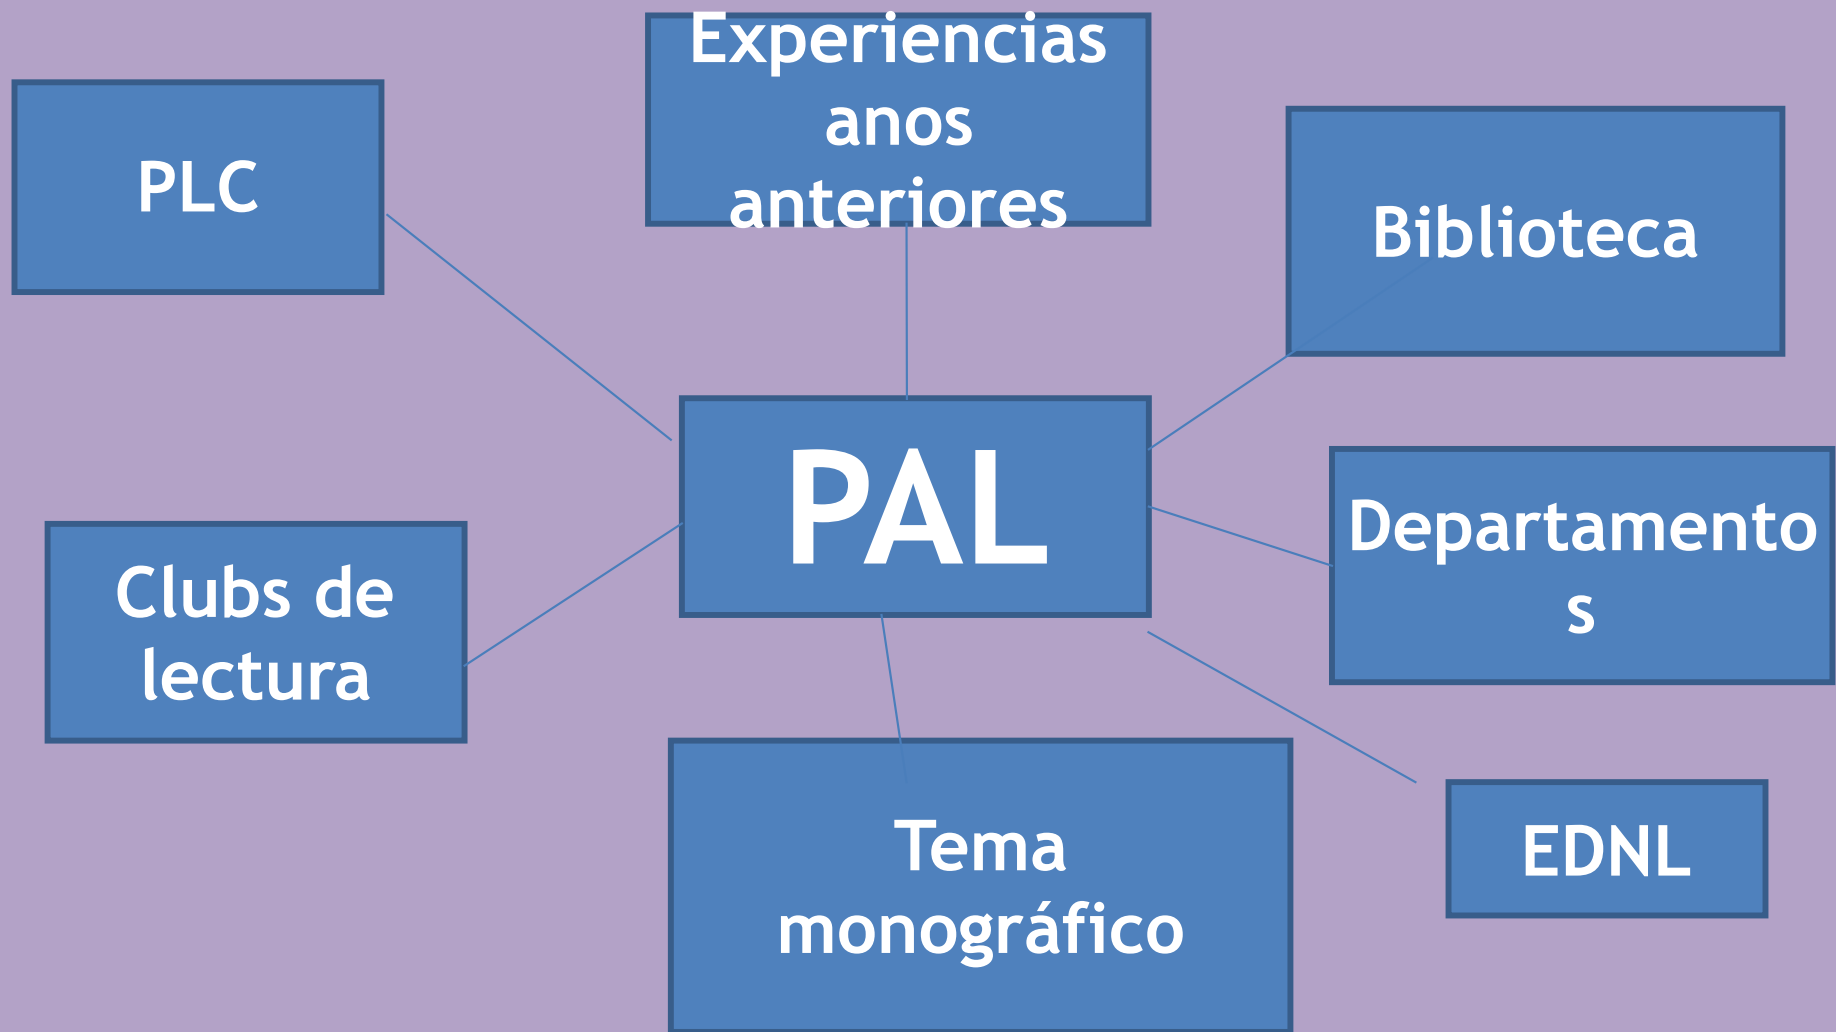 Experiencias
anos
anteriores
PLC
Biblioteca
PAL
Departamento
s
Clubs de
lectura
Tema
monográfico
EDNL